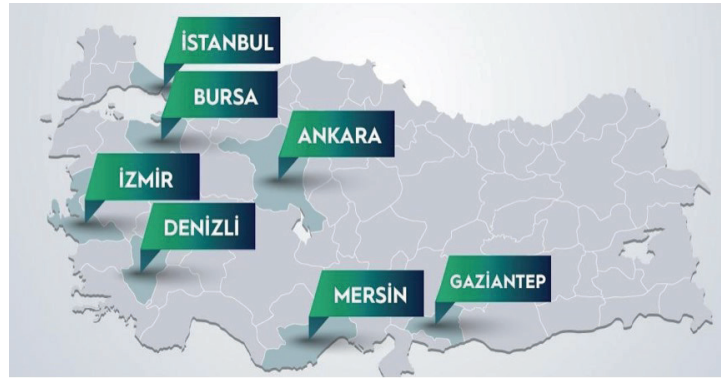 İSTANBUL
BURSA
ANKARA
İZMİR
DENİZLİ
MERSİN
GAZİANTEP